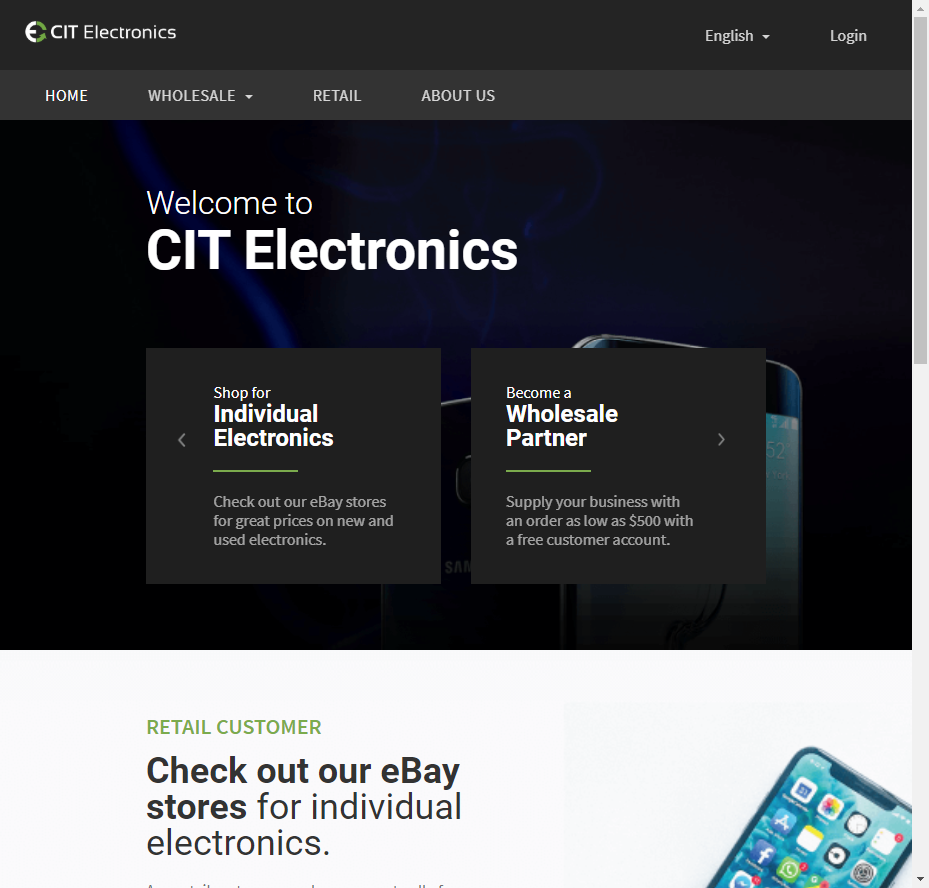 CIT Electronics
English
Login
HOME
WHOLESALE
RETAIL
ABOUT US
Welcome to
CIT Electronics
Shop for
Individual
Electronics
Check out our eBay stores
for great prices on new and
used electronics.
Become a
Wholesale
Partner
Supply your business with
an order as low as $500 with
a free customer account.
RETAIL CUSTOMER
Check out our eBay
stores for individual
electronics.